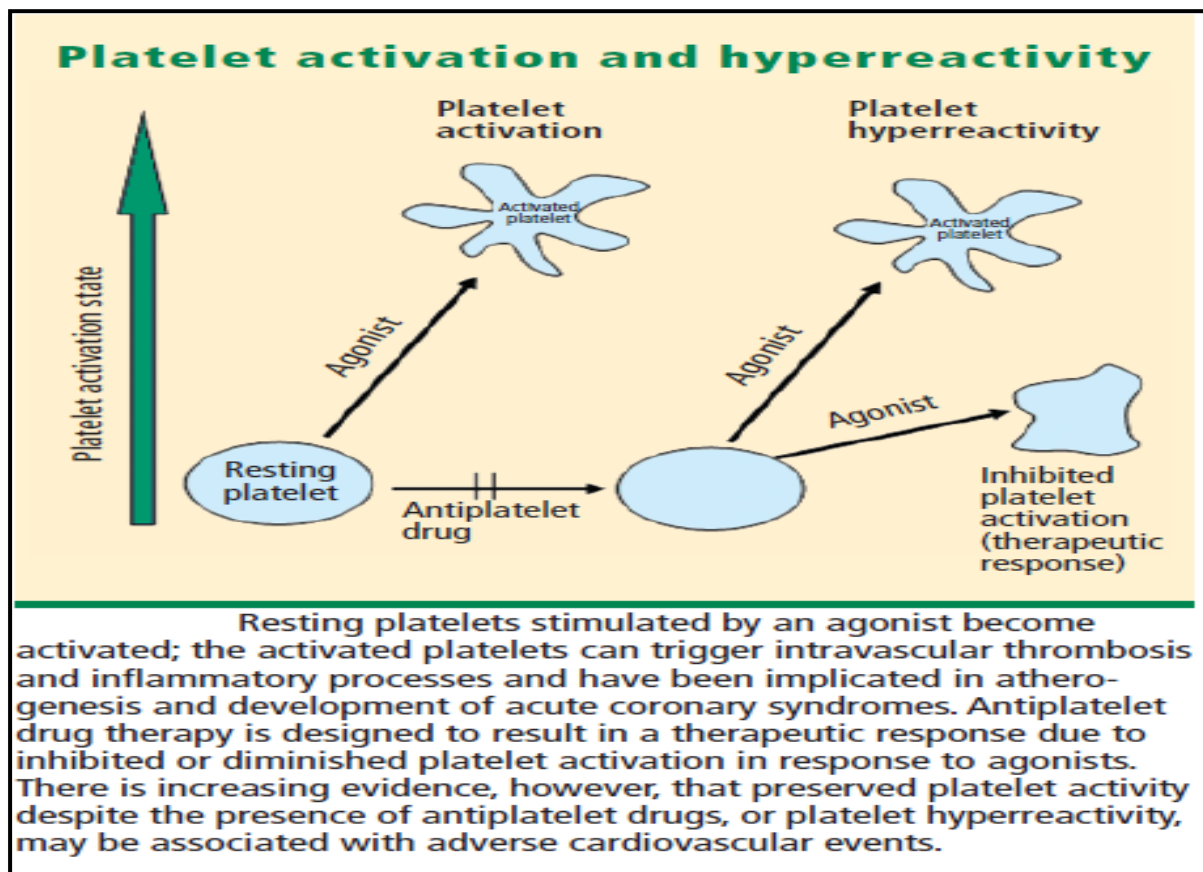 Platelet activation and hyperreactivity
Platelet
activation
Platelet
hyperreactivity
Activated
platelet
Activated
platelet
Platelet activation state
Agonist
Agonist
Agonist
Resting
platelet
Antiplatelet
drug
Inhibited
platelet
activation
(therapeutic
response)
Resting platelets stimulated by an agonist become
activated; the activated platelets can trigger intravascular thrombosis
and inflammatory processes and have been implicated in athero-
genesis and development of acute coronary syndromes. Antiplatelet
drug therapy is designed to result in a therapeutic response due to
inhibited or diminished platelet activation in response to agonists.
There is increasing evidence, however, that preserved platelet activity
despite the presence of antiplatelet drugs, or platelet hyperreactivity,
may be associated with adverse cardiovascular events.